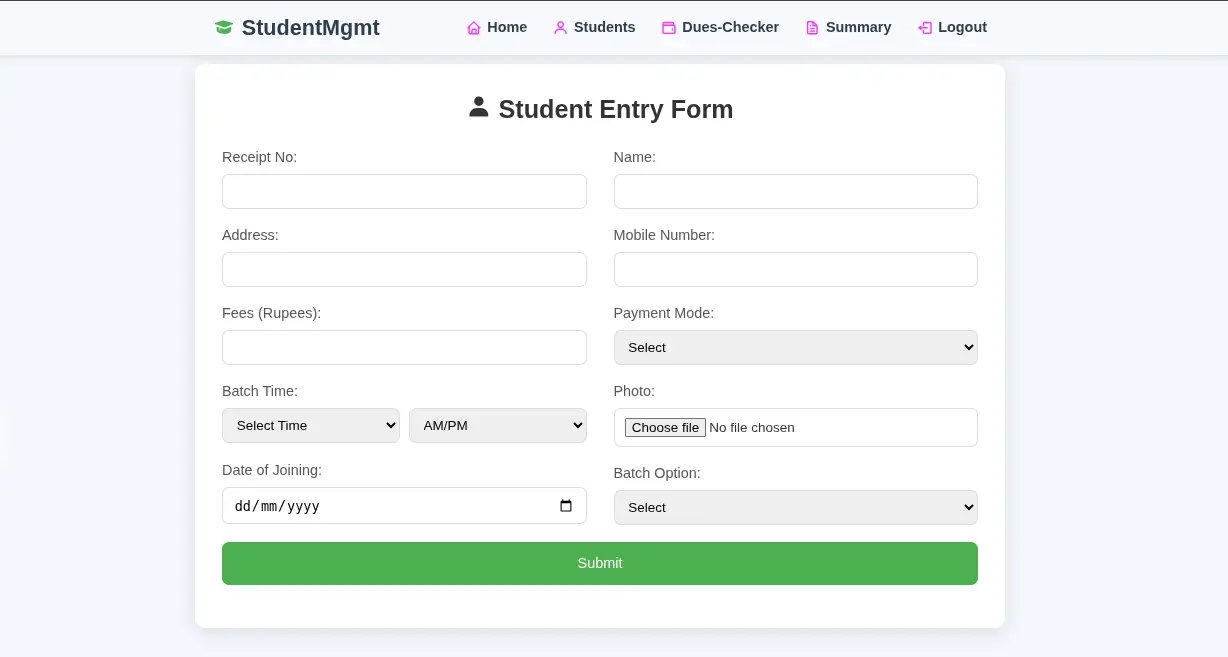 StudentMgmt Home Students Dues-Checker Summary Logout
Student Entry Form
Receipt No: Name:
Address: Mobile Number:
Fees (Rupees): Payment Mode:
Select
Batch Time: Photo:
Select Time AM/PM Choose file No file chosen
Date of Joining: Batch Option:
dd/mm/yyyy Select
Submit